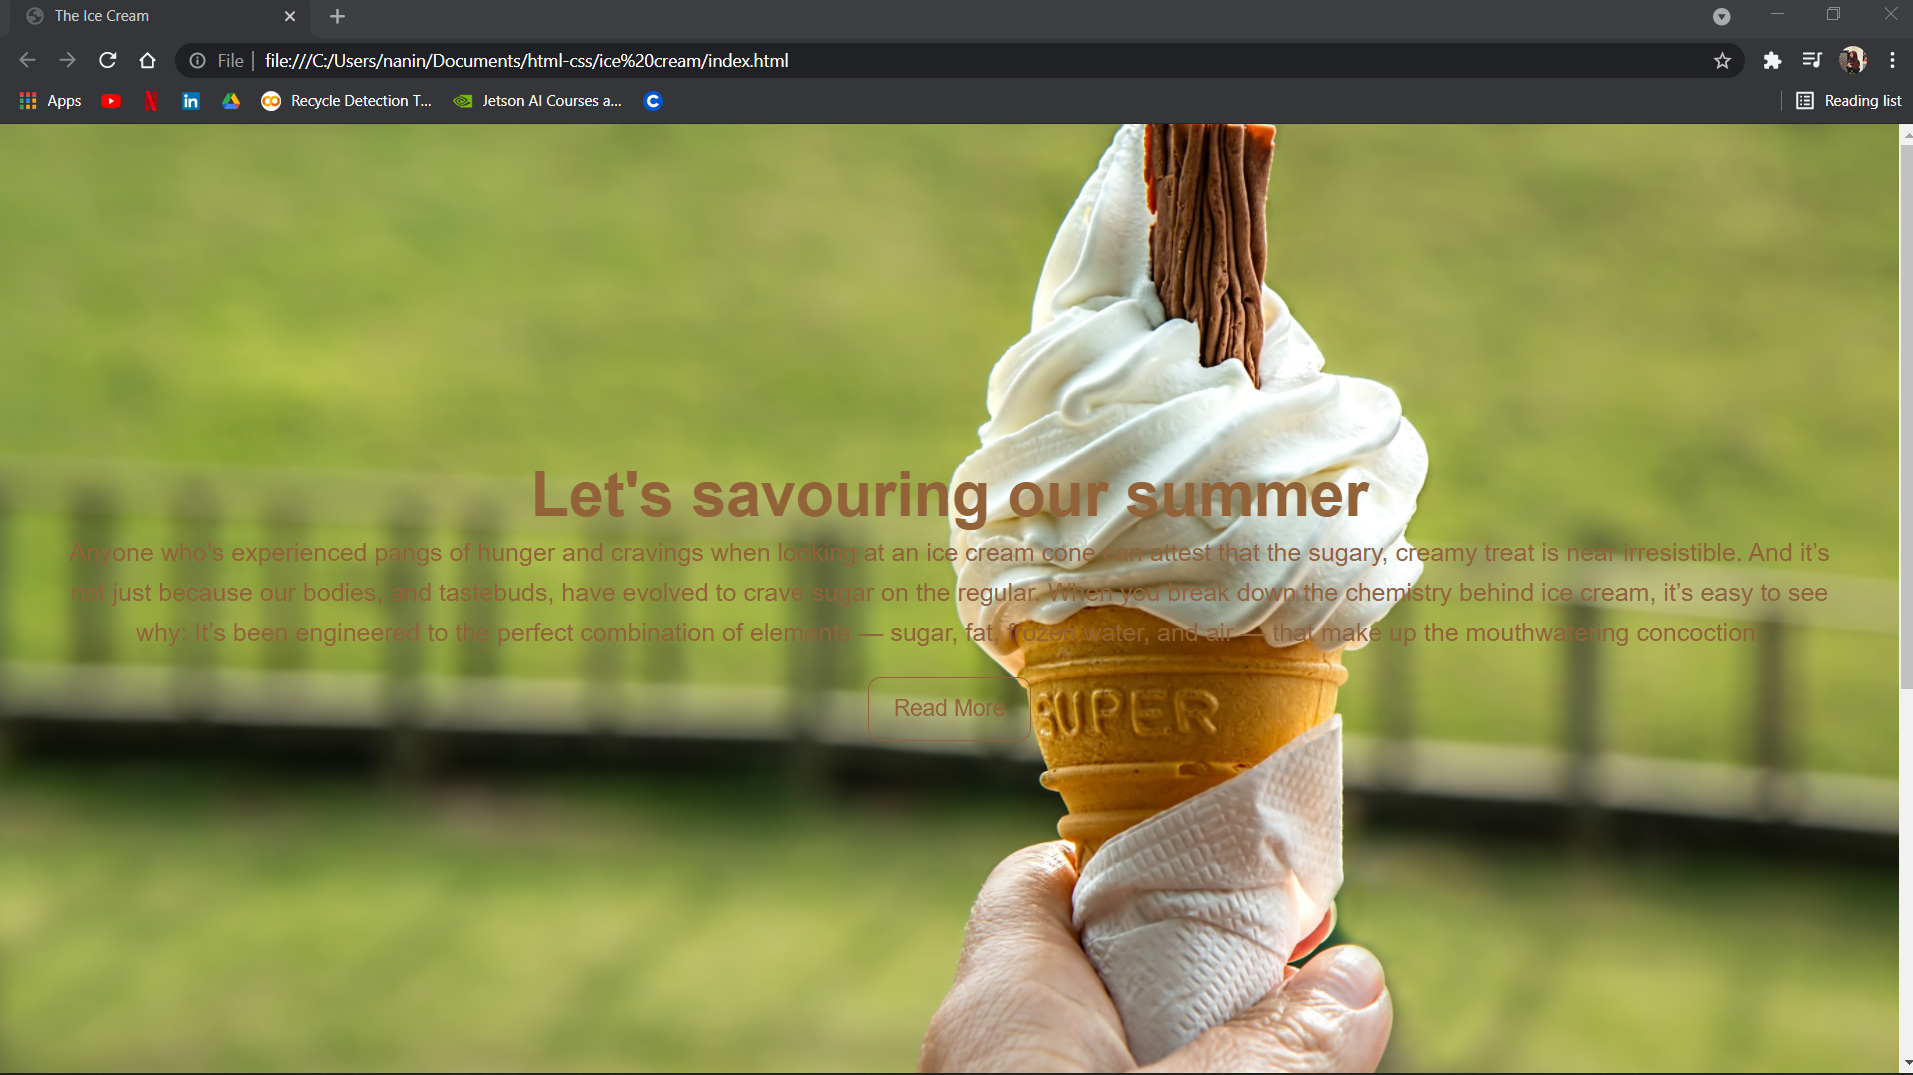 The Ice Cream
File file:///C:/Users/nanin/Documents/html-css/ice%20cream/index.html
Apps Recycle Detection T... Jetson AI Courses a... Reading list
Let's savouring our summer
Anyone who’s experienced pangs of hunger and cravings when looking at an ice cream cone can attest that the sugary, creamy treat is near irresistible. And it’s
not just because our bodies, and tastebuds, have evolved to crave sugar on the regular. When you break down the chemistry behind ice cream, it’s easy to see
why: It’s been engineered to the perfect combination of elements — sugar, fat, frozen water, and air — that make up the mouthwatering concoction.
Read More
SUPER